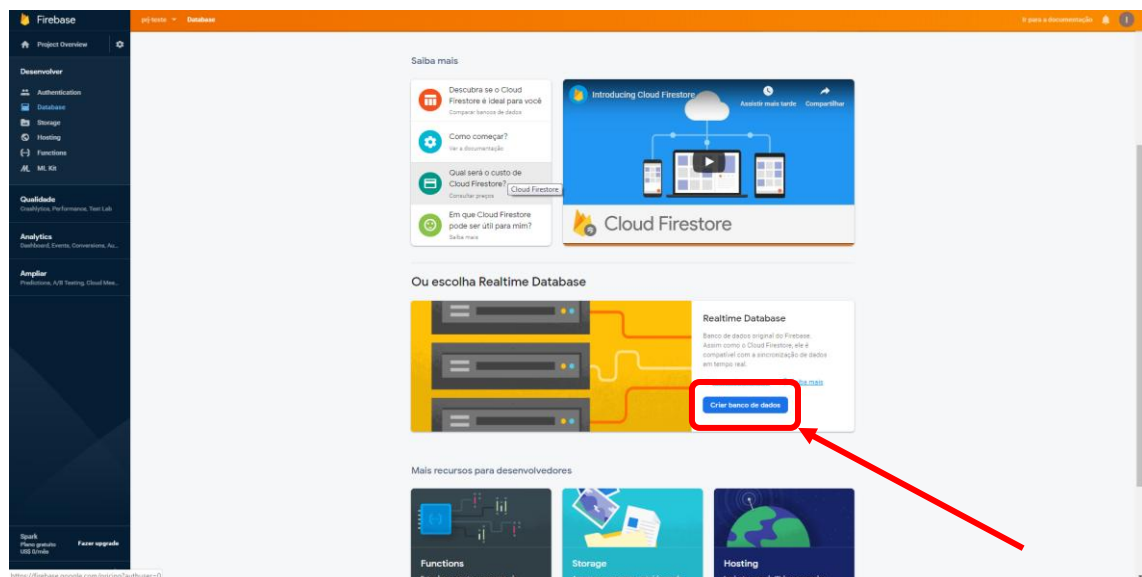 Firebase
prj-teste
Database
Ir para a documentação
Project Overview
Desenvolver
Authentication
Database
Storage
Hosting
Functions
ML Kit
Qualidade
Crashlytics, Performance, Test Lab
Analytics
Dashboard, Events, Conversions, Au...
Ampliar
Predictions, A/B Testing, Cloud Mes...
Spark
Plano gratuito
US$ 0/mês
Fazer upgrade
Saiba mais
Descubra se o Cloud
Firestore é ideal para você
Comparar bancos de dados
Como começar?
Ver a documentação
Qual será o custo de
Cloud Firestore?
Cloud Firestore
Consultar preços
Em que Cloud Firestore
pode ser útil para mim?
Saiba mais
Introducing Cloud Firestore
Assistir mais tarde
Compartilhar
Cloud Firestore
Ou escolha Realtime Database
Realtime Database
Banco de dados original do Firebase.
Assim como o Cloud Firestore, ele é
compatível com a sincronização de dados
em tempo real.
iba mais
Criar banco de dados
Mais recursos para desenvolvedores
Functions
Storage
Hosting